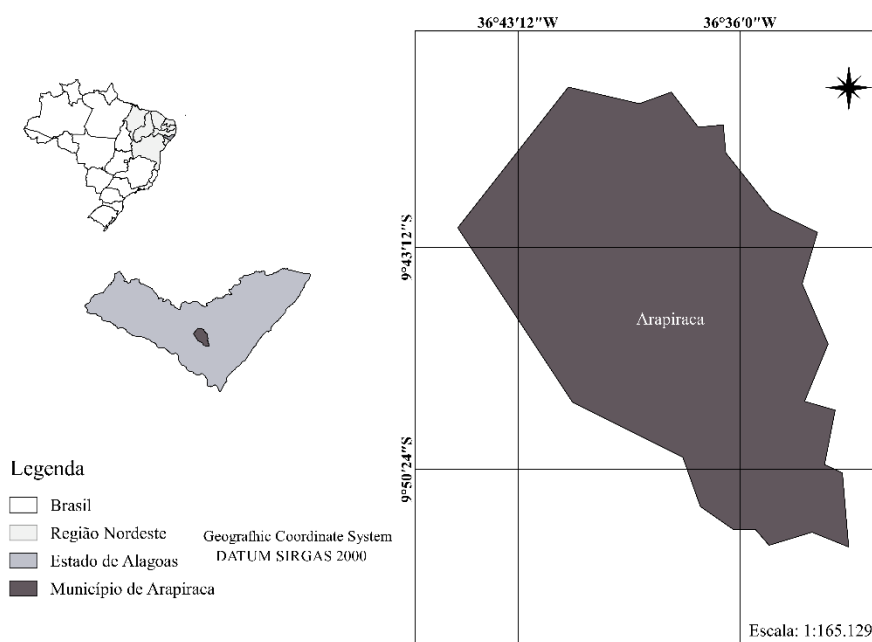 36°43'12"W
36°36'0"W
9°43'12"S
Arapiraca
9°50'24"S
Legenda
Brasil
Região Nordeste
Estado de Alagoas
Município de Arapiraca
Geografhic Coordinate System
DATUM SIRGAS 2000
Escala: 1:165.129